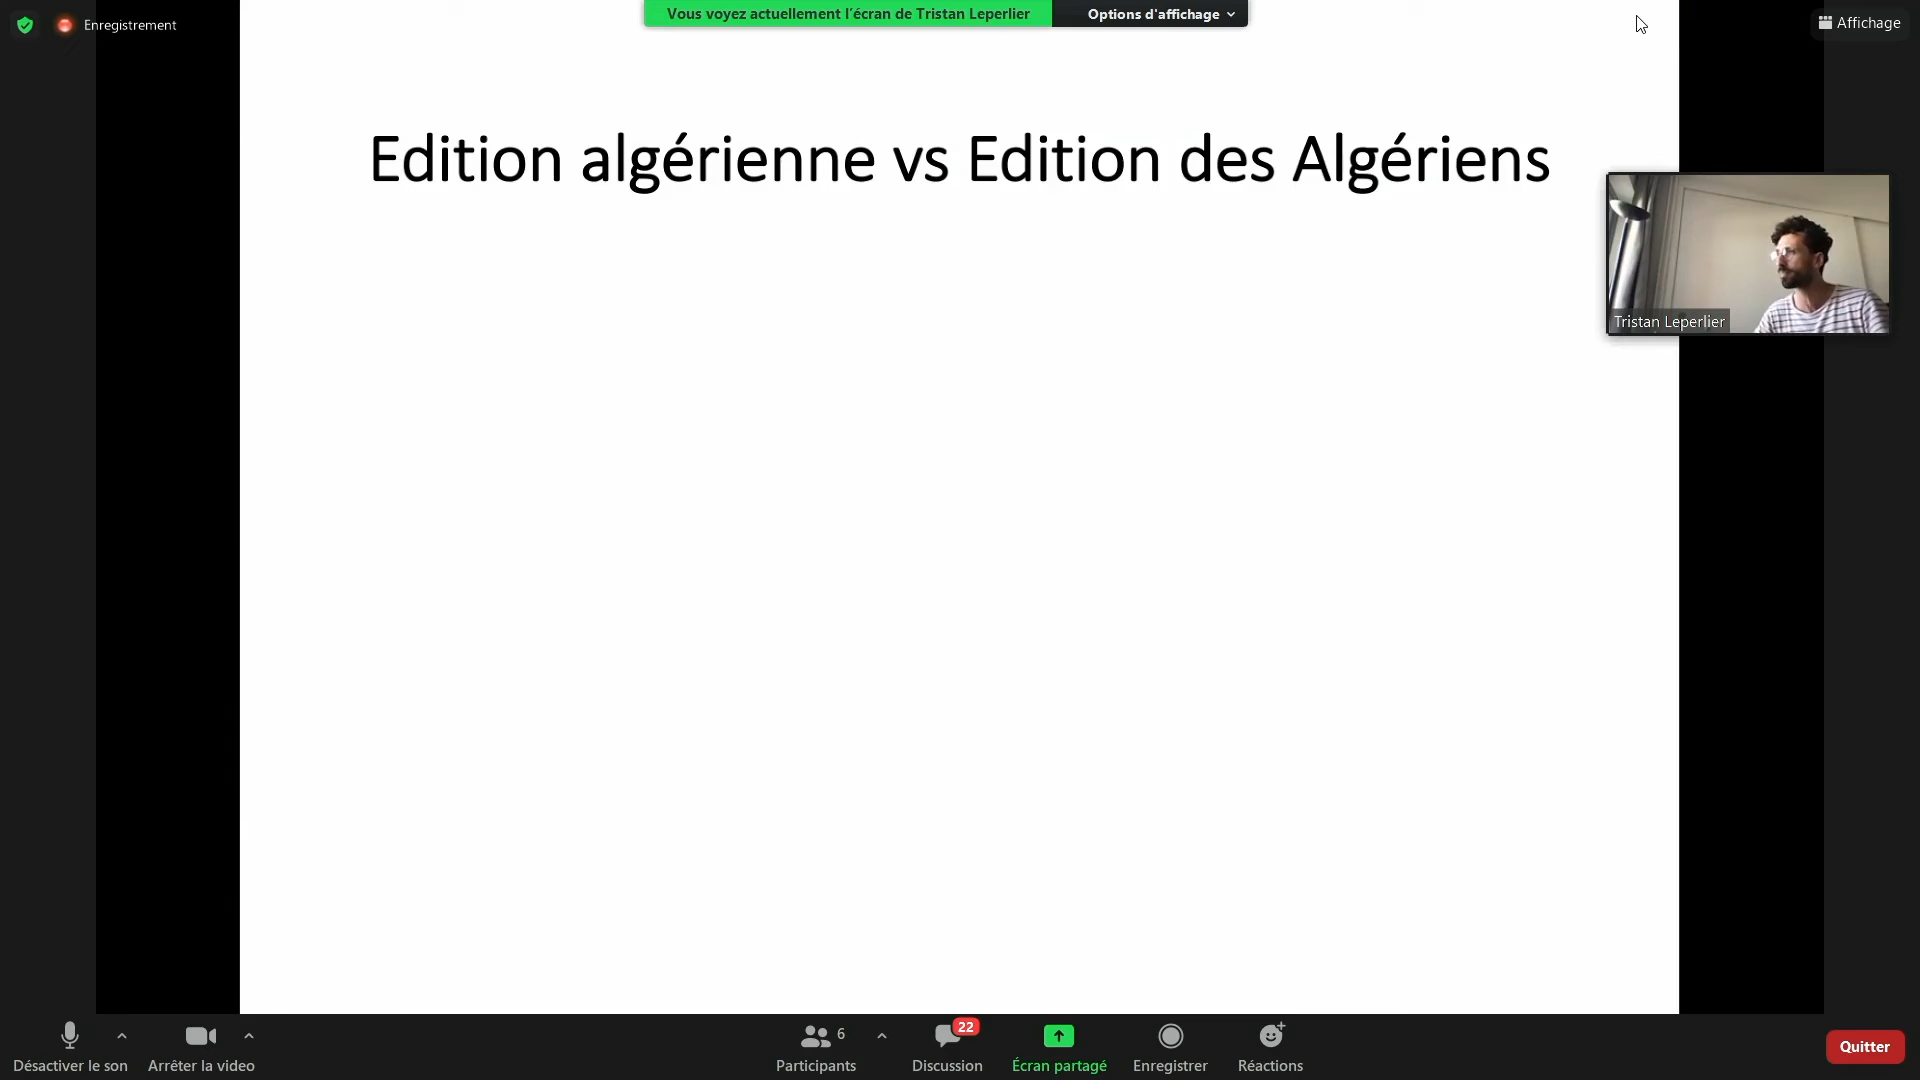 Enregistrement
Vous voyez actuellement l'écran de Tristan Leperlier
Options d'affichage
Affichage
Edition algérienne vs Edition des Algériens
Tristan Leperlier
6
22
Désactiver le son
Arrêter la video
Participants
Discussion
Écran partagé
Enregistrer
Réactions
Quitter